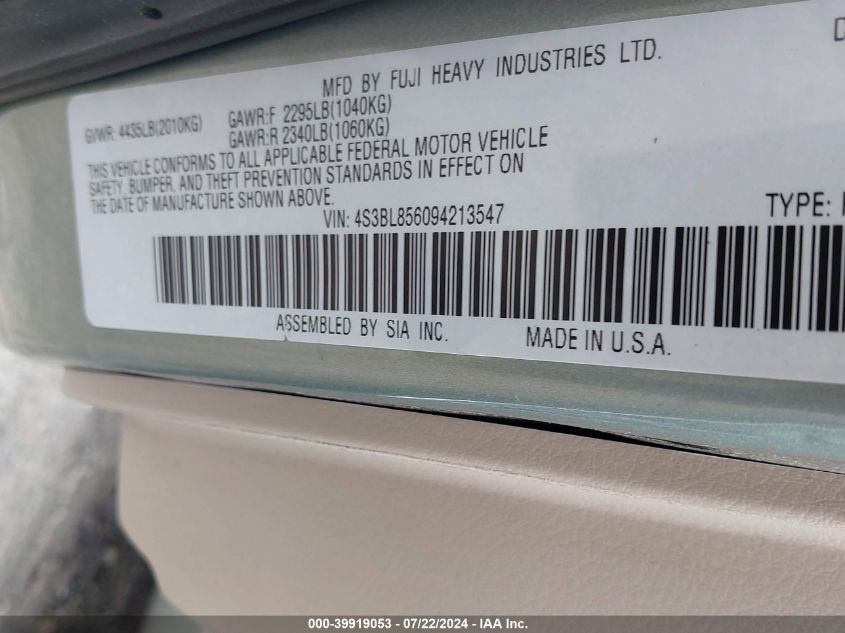 D
MFD BY FUJI HEAVY INDUSTRIES LTD.
GVWR: 4435LB(2010KG)
GAWR:F 2295LB(1040KG)
GAWR:R 2340LB(1060KG)
THIS VEHICLE CONFORMS TO ALL APPLICABLE FEDERAL MOTOR VEHICLE
SAFETY, BUMPER, AND THEFT PREVENTION STANDARDS IN EFFECT ON
THE DATE OF MANUFACTURE SHOWN ABOVE.
VIN: 4S3BL856094213547
TYPE:
ASSEMBLED BY SIA INC.
MADE IN U.S.A.
000-39919053 - 07/22/2024 - IAA Inc.